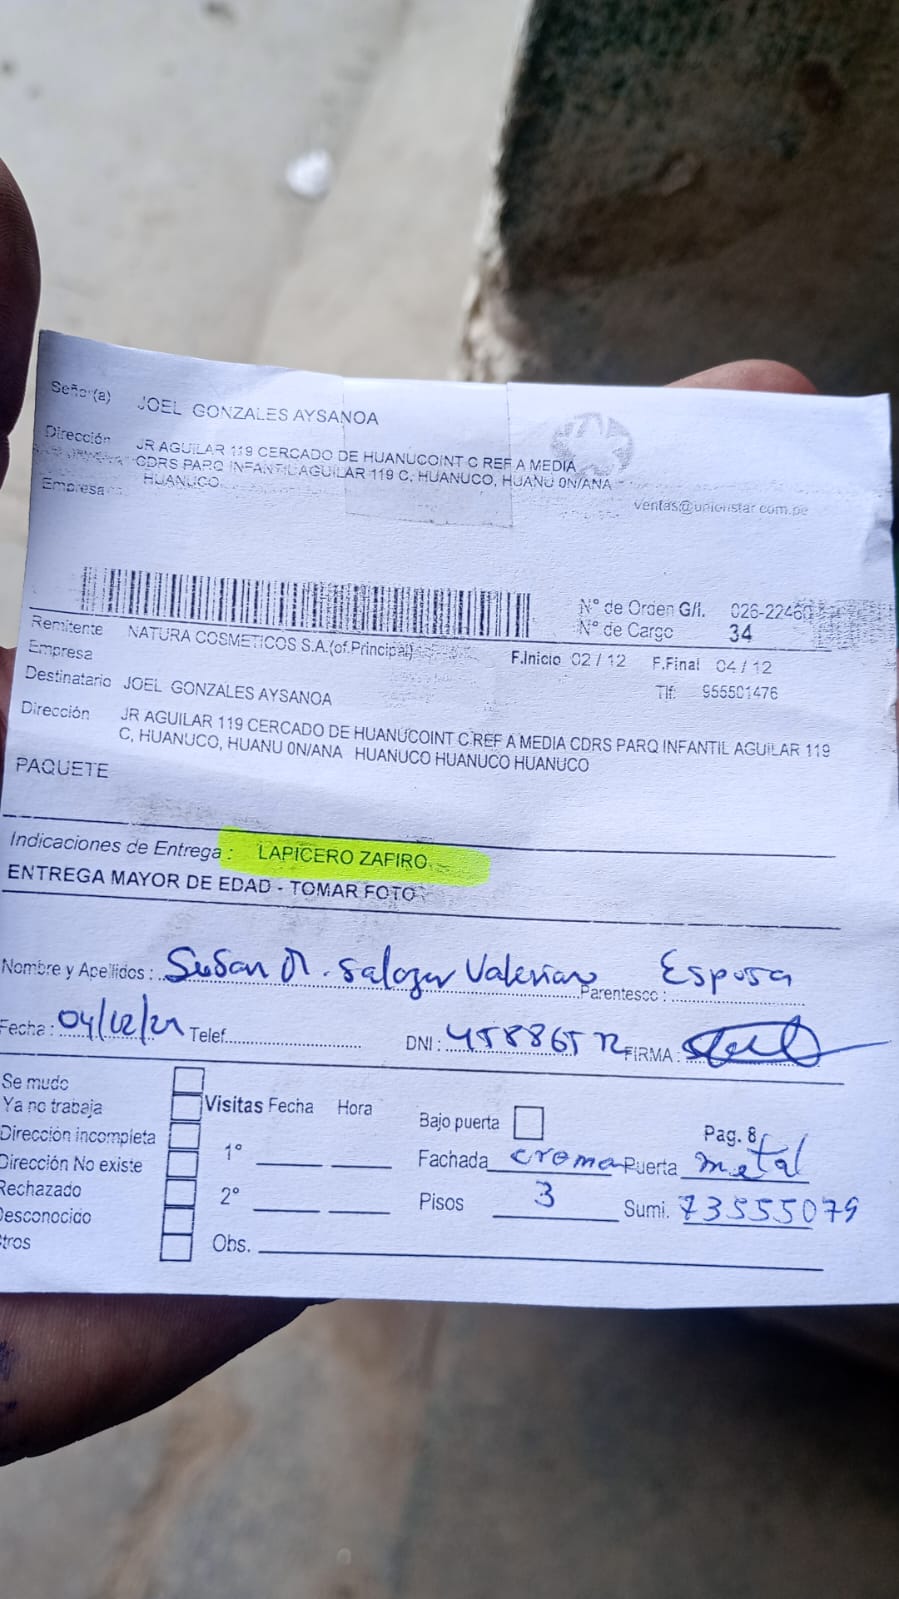 Señor(a) JOEL GONZALES AYSANOA
Dirección JR AGUILAR 119 CERCADO DE HUANUCOINT C REF A MEDIA
CDRS PARQ INFANTIL AGUILAR 119 C, HUANUCO, HUANU 0N/ANA
HUANUCO
Empresa
ventas@unionstar.com.pe
N° de Orden G/I. 026-22460
N° de Cargo 34
Remitente NATURA COSMETICOS S.A.(of.Principal)
Empresa F.Inicio 02 / 12 F.Final 04 / 12
Destinatario JOEL GONZALES AYSANOA Tlf: 955501476
Dirección JR AGUILAR 119 CERCADO DE HUANUCOINT C REF A MEDIA CDRS PARQ INFANTIL AGUILAR 119
C, HUANUCO, HUANU 0N/ANA HUANUCO HUANUCO HUANUCO
PAQUETE
Indicaciones de Entrega : LAPICERO ZAFIRO
ENTREGA MAYOR DE EDAD - TOMAR FOTO
Nombre y Apellidos : Susan M. Salazar Valeriano Parentesco : Esposa
Fecha : 04/12/21 Telef. DNI : 458865 FIRMA :
Se mudo
Ya no trabaja Visitas Fecha Hora Bajo puerta Pag. 8
Dirección incompleta 1° Fachada crema Puerta metal
Dirección No existe
Rechazado 2° Pisos 3 Sumi. 73555079
Desconocido
Otros Obs.